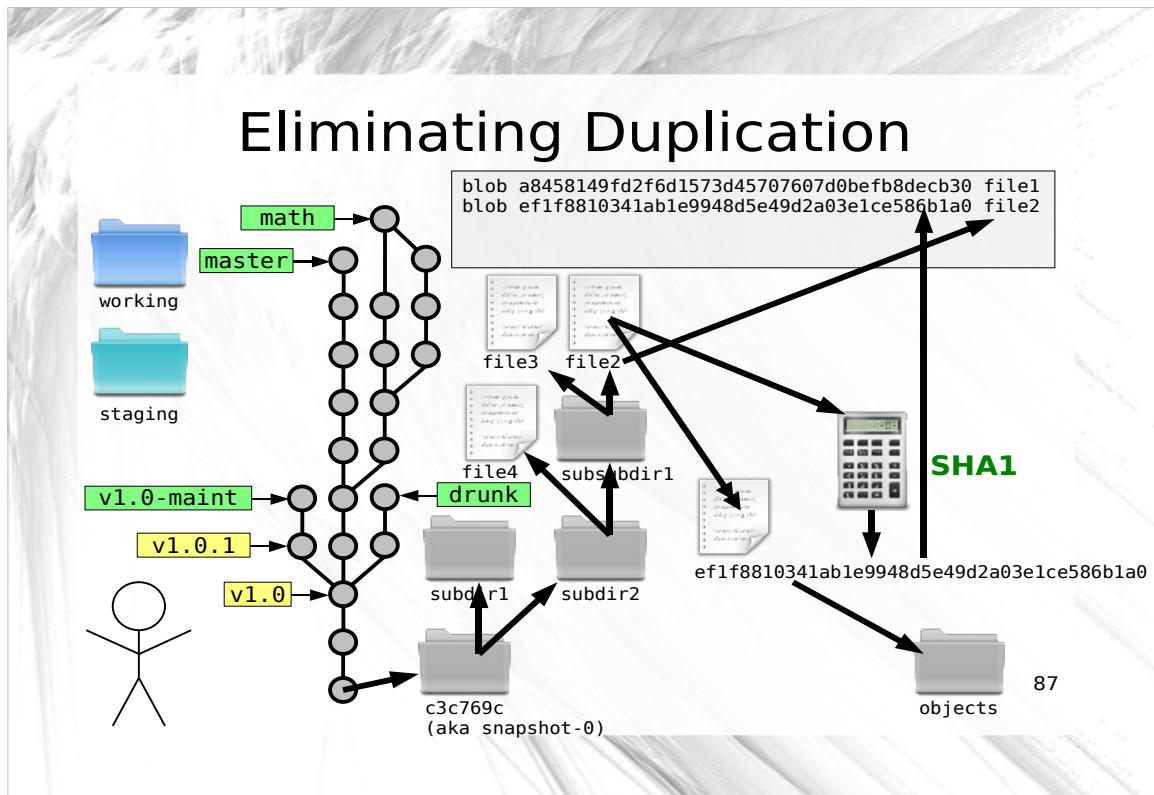 Eliminating Duplication
blob a8458149fd2f6d1573d45707607d0befb8decb30 file1
blob ef1f8810341ab1e9948d5e49d2a03e1ce586b1a0 file2
math
master
working
staging
file3
file2
file4
subsubdir1
SHA1
v1.0-maint
drunk
v1.0.1
ef1f8810341ab1e9948d5e49d2a03e1ce586b1a0
v1.0
subdir1
subdir2
c3c769c
(aka snapshot-0)
objects
87